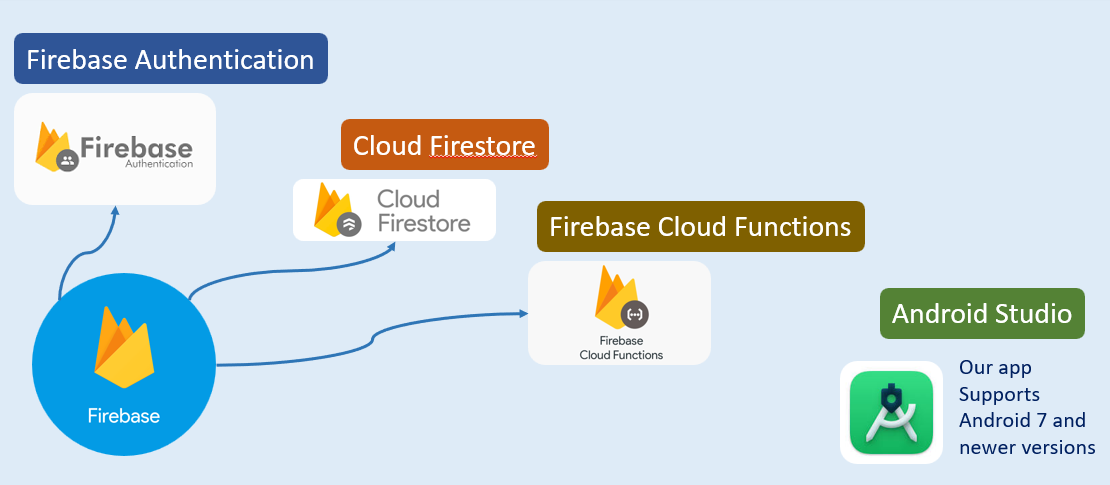 Firebase Authentication
Firebase
Authentication
Cloud Firestore
Cloud
Firestore
Firebase Cloud Functions
Firebase
Cloud Functions
Firebase
Android Studio
Our app
Supports
Android 7 and
newer versions